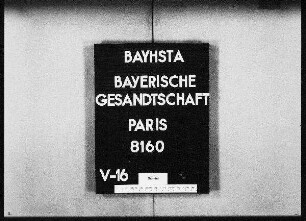 BAYHSTA
BAYERISCHE
GESANDTSCHAFT
PARIS
8160
V-16